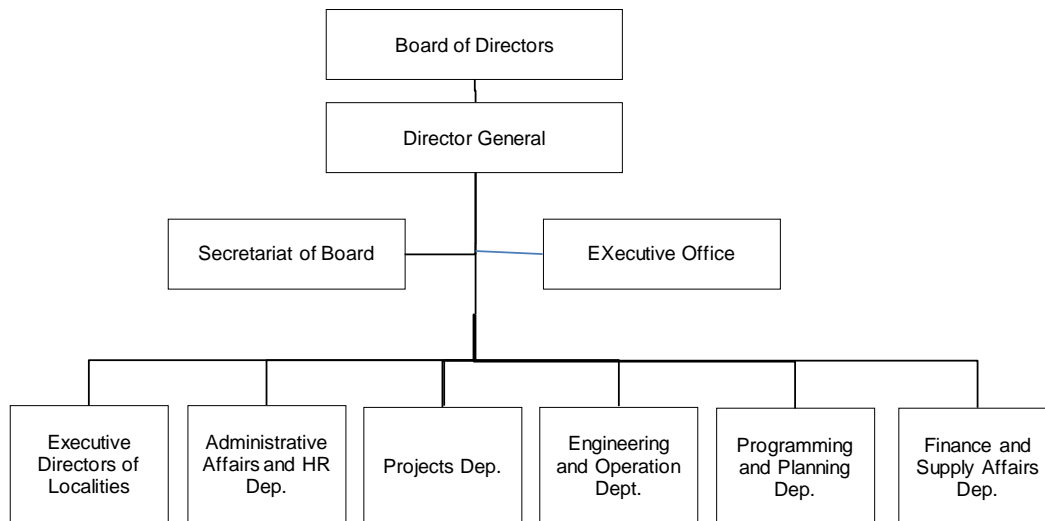 Board of Directors
Director General
Secretariat of Board
EXecutive Office
Executive
Directors of
Localities
Administrative
Affairs and HR
Dep.
Projects Dep.
Engineering
and Operation
Dept.
Programming
and Planning
Dep.
Finance and
Supply Affairs
Dep.